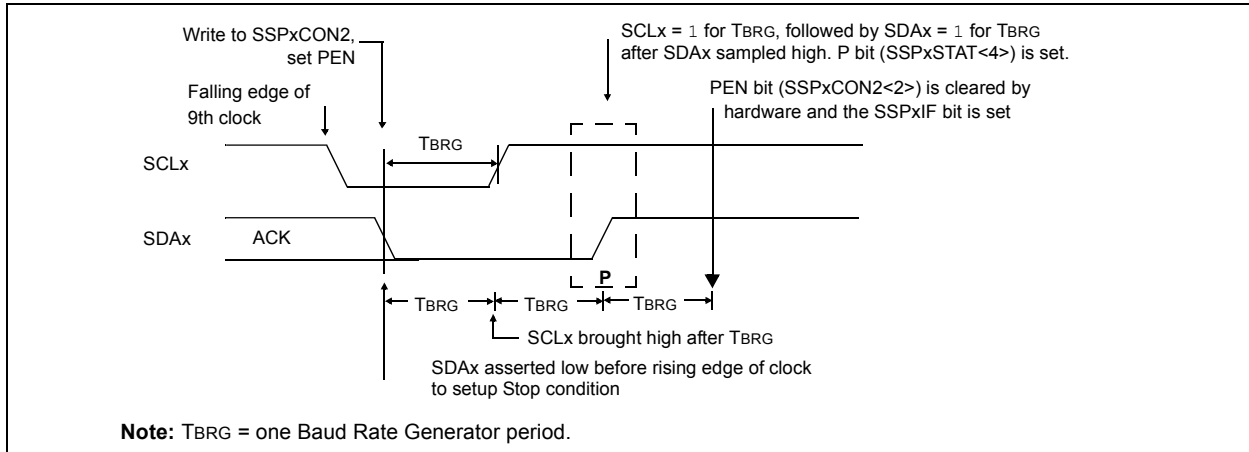 Write to SSPxCON2,
set PEN
SCLx = 1 for TBRG, followed by SDAx = 1 for TBRG
after SDAx sampled high. P bit (SSPxSTAT<4>) is set.
Falling edge of
9th clock
PEN bit (SSPxCON2<2>) is cleared by
hardware and the SSPxIF bit is set
TBRG
SCLx
SDAx
ACK
P
TBRG
TBRG
TBRG
SCLx brought high after TBRG
SDAx asserted low before rising edge of clock
to setup Stop condition
Note: TBRG = one Baud Rate Generator period.